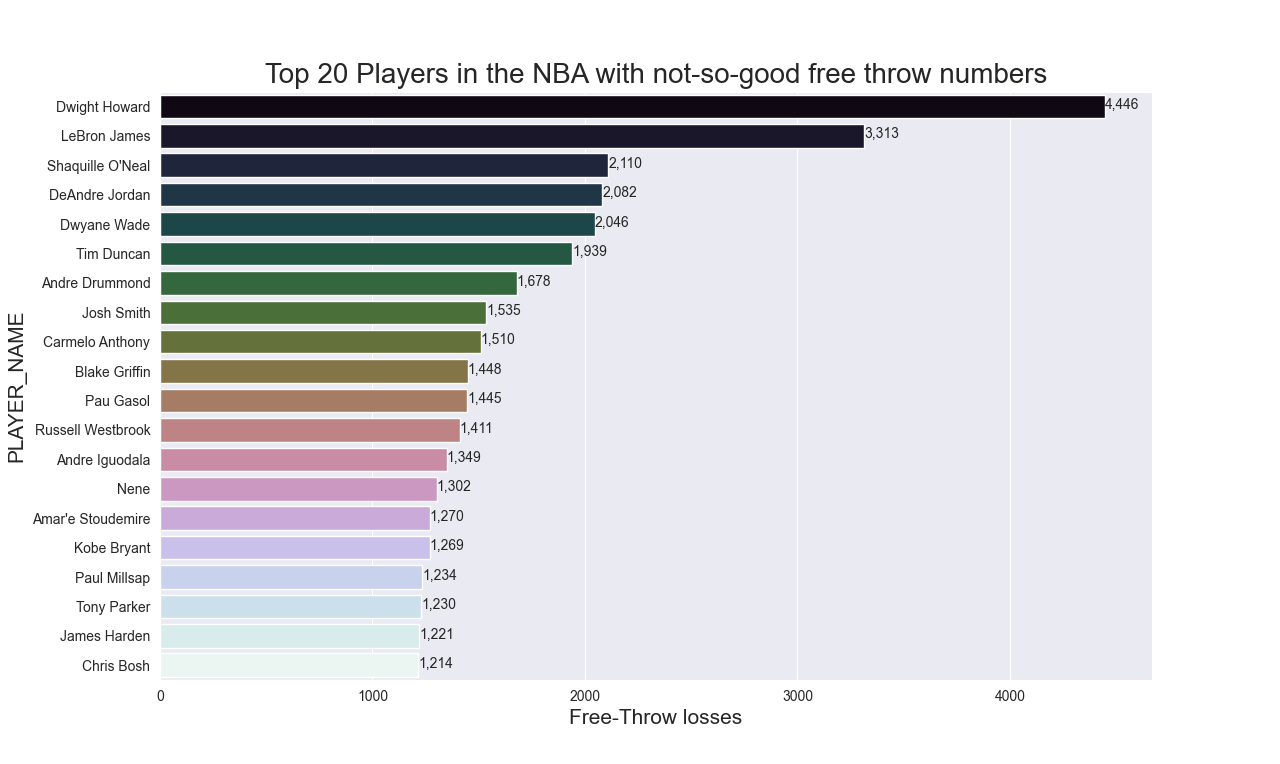 Top 20 Players in the NBA with not-so-good free throw numbers
PLAYER_NAME
Dwight Howard 4,446
LeBron James 3,313
Shaquille O'Neal 2,110
DeAndre Jordan 2,082
Dwyane Wade 2,046
Tim Duncan 1,939
Andre Drummond 1,678
Josh Smith 1,535
Carmelo Anthony 1,510
Blake Griffin 1,448
Pau Gasol 1,445
Russell Westbrook 1,411
Andre Iguodala 1,349
Nene 1,302
Amar'e Stoudemire 1,270
Kobe Bryant 1,269
Paul Millsap 1,234
Tony Parker 1,230
James Harden 1,221
Chris Bosh 1,214
0 1000 2000 3000 4000
Free-Throw losses